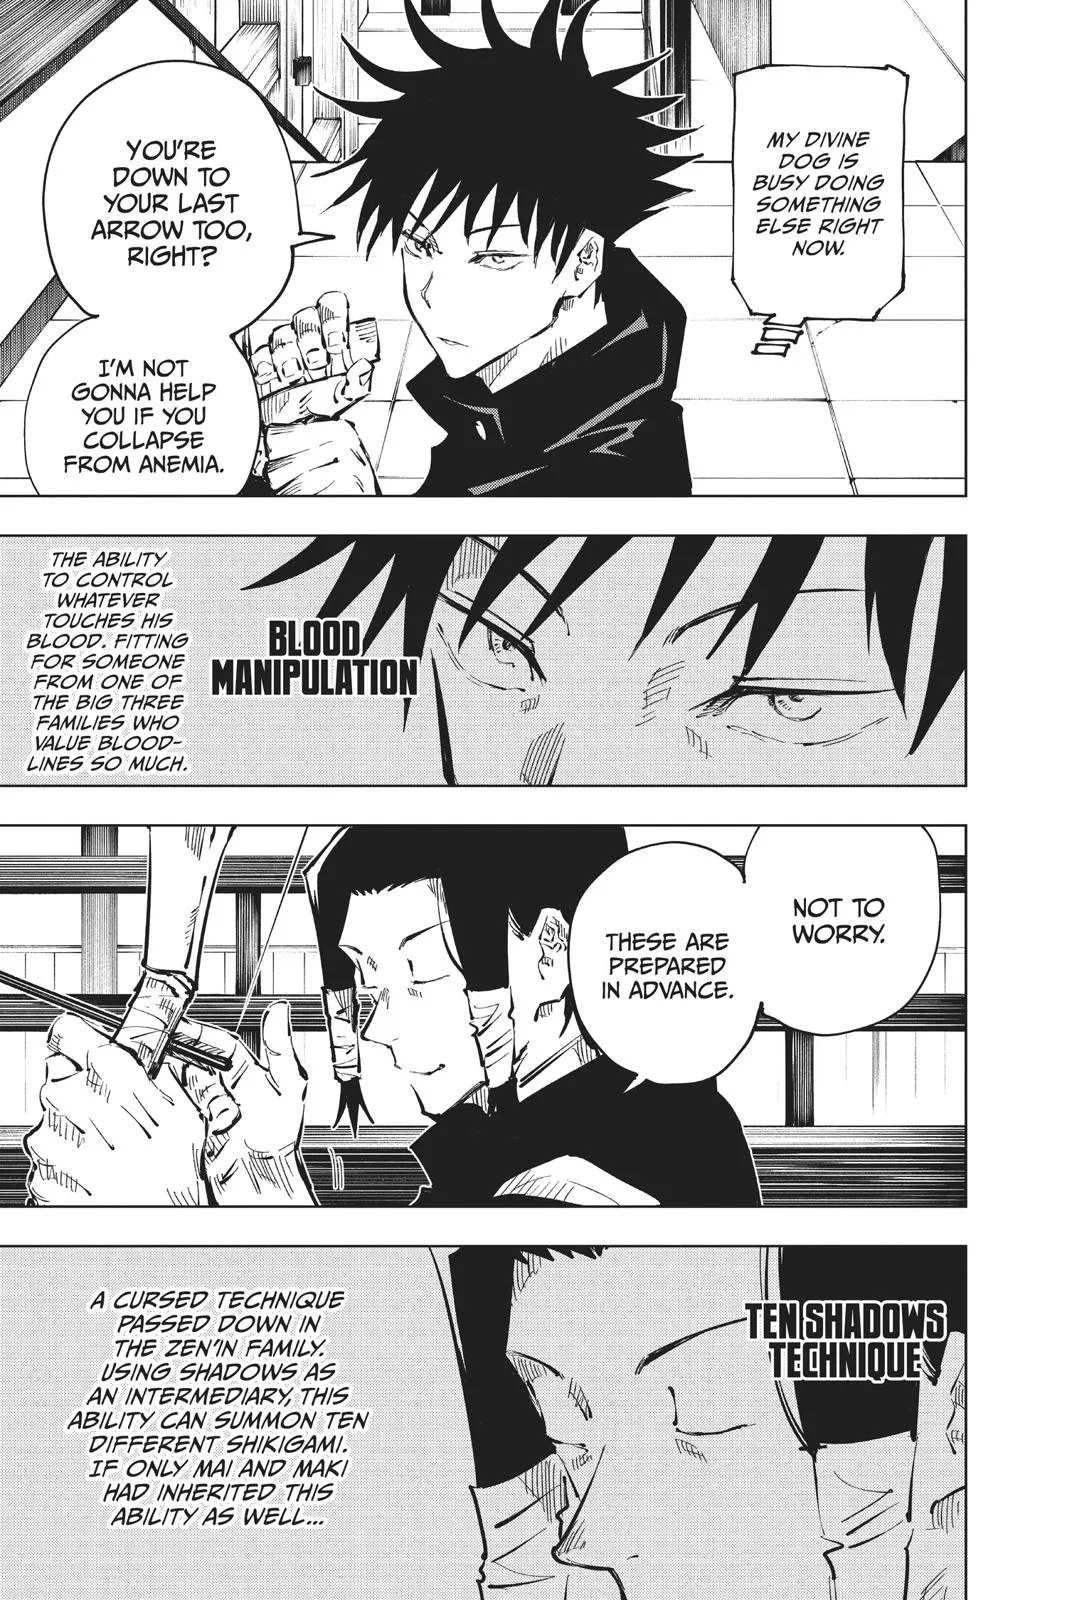 MY DIVINE
DOG IS
BUSY DOING
SOMETHING
ELSE RIGHT
NOW.
YOU'RE
DOWN TO
YOUR LAST
ARROW TOO,
RIGHT?
I'M NOT
GONNA HELP
YOU IF YOU
COLLAPSE
FROM ANEMIA.
BLOOD
MANIPULATION
THE ABILITY
TO CONTROL
WHATEVER
TOUCHES HIS
BLOOD. FITTING
FOR SOMEONE
FROM ONE OF
THE BIG THREE
FAMILIES WHO
VALUE BLOOD-
LINES SO MUCH.
NOT TO
WORRY.
THESE ARE
PREPARED
IN ADVANCE.
TEN SHADOWS
TECHNIQUE
A CURSED TECHNIQUE
PASSED DOWN IN
THE ZEN'IN FAMILY.
USING SHADOWS AS
AN INTERMEDIARY, THIS
ABILITY CAN SUMMON TEN
DIFFERENT SHIKIGAMI.
IF ONLY MAI AND MAKI
HAD INHERITED THIS
ABILITY AS WELL...